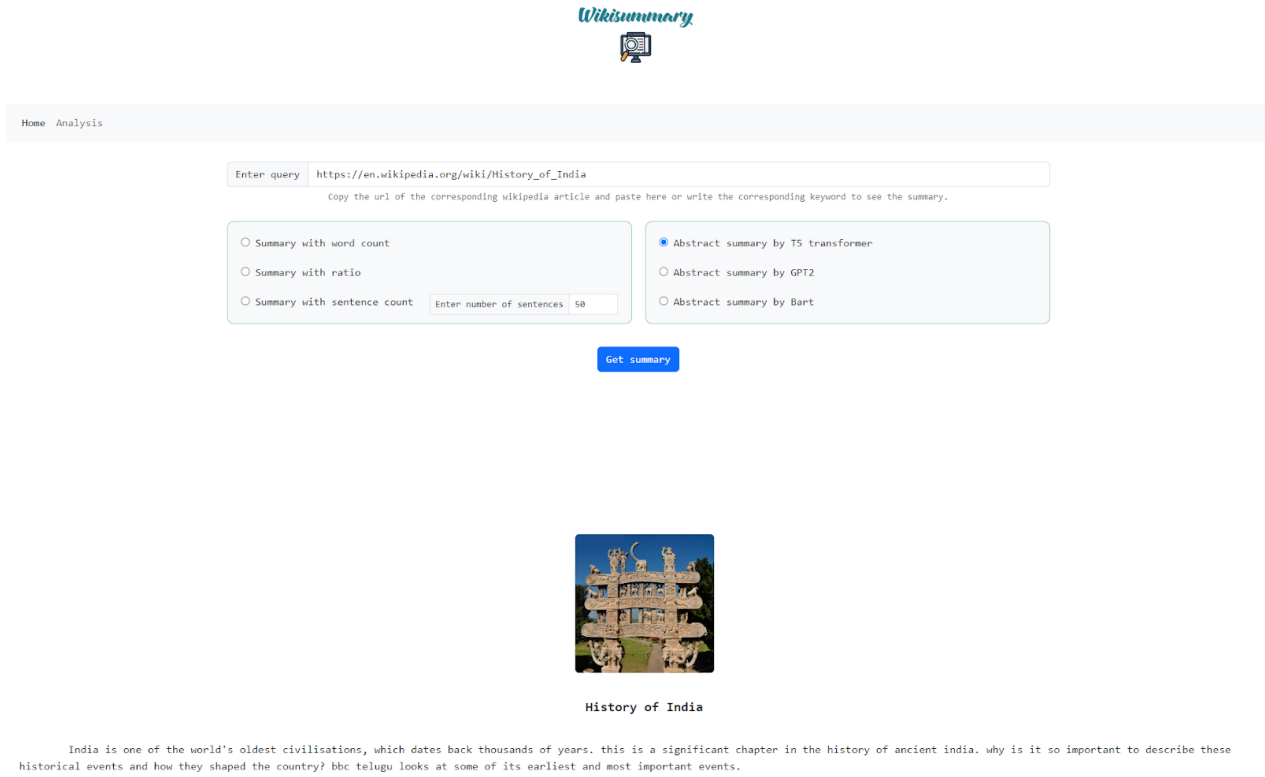 Wikisummary
Home Analysis
Enter query https://en.wikipedia.org/wiki/History_of_India
Copy the url of the corresponding wikipedia article and paste here or write the corresponding keyword to see the summary.
Summary with word count
Summary with ratio
Summary with sentence count Enter number of sentences 50
Abstract summary by T5 transformer
Abstract summary by GPT2
Abstract summary by Bart
Get summary
History of India
India is one of the world's oldest civilisations, which dates back thousands of years. this is a significant chapter in the history of ancient india. why is it so important to describe these
historical events and how they shaped the country? bbc telugu looks at some of its earliest and most important events.